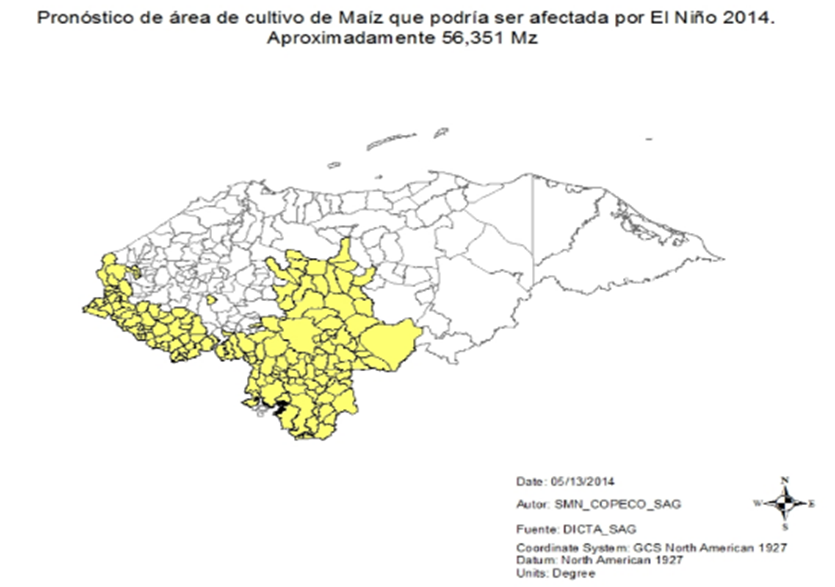 Pronóstico de área de cultivo de Maíz que podría ser afectada por El Niño 2014.
Aproximadamente 56,351 Mz
Date: 05/13/2014
Autor: SMN_COPECO_SAG
Fuente: DICTA_SAG
Coordinate System: GCS North American 1927
Datum: North American 1927
Units: Degree
N
W E
S